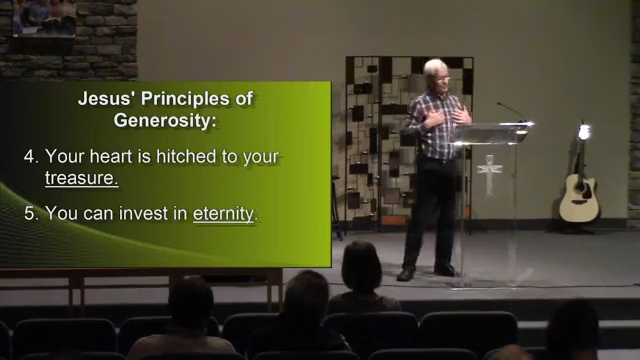 Jesus' Principles of
Generosity:
4. Your heart is hitched to your
treasure.
5. You can invest in eternity.